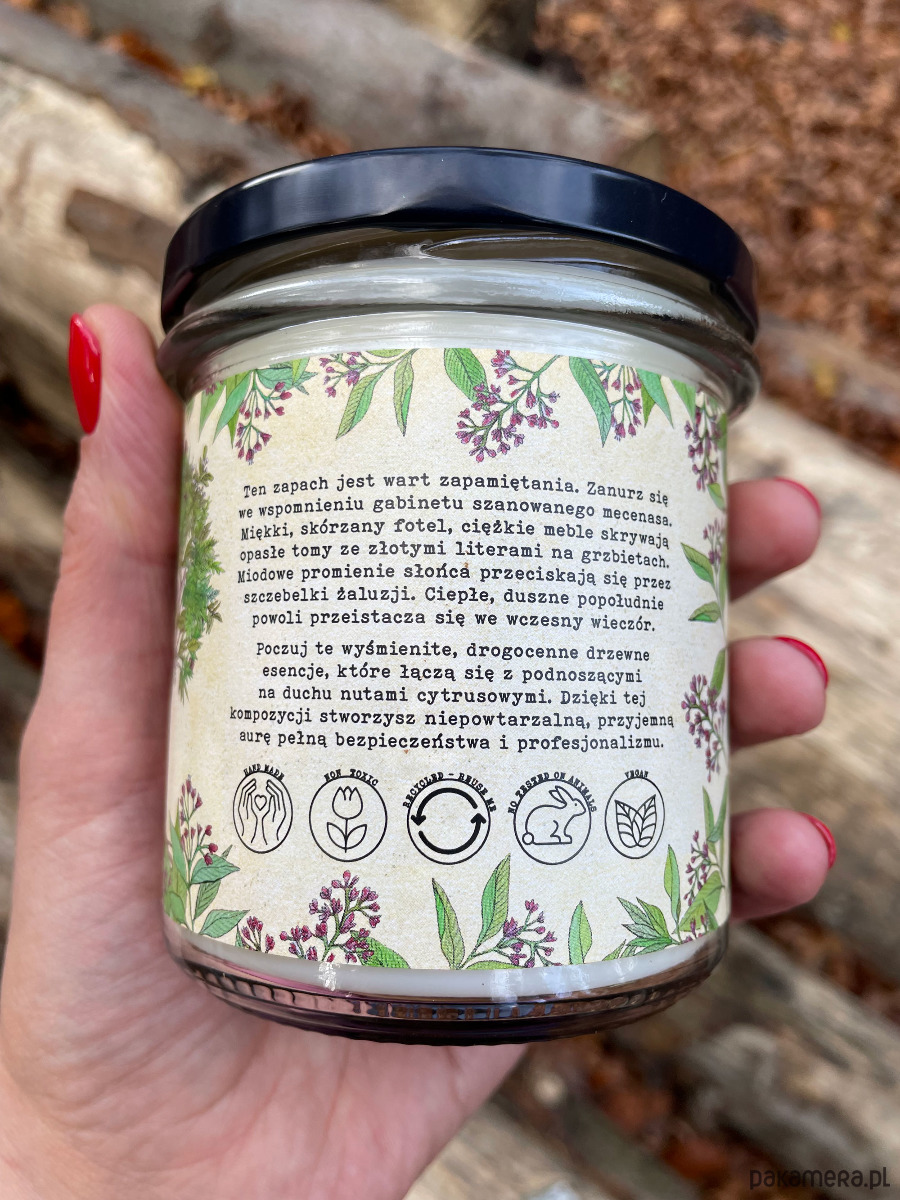 Ten zapach jest wart zapamiętania. Zanurz się
we wspomnieniu gabinetu szanowanego mecenasa.
Miękki, skórzany fotel, ciężkie meble skrywają
opasłe tomy ze złotymi literami na grzbietach.
Miodowe promienie słońca przeciskają się przez
szczebelki żaluzji. Ciepłe, duszne popołudnie
powoli przeistacza się we wczesny wieczór.
Poczuj te wyśmienite, drogocenne drzewne
esencje, które łączą się z podnoszącymi
na duchu nutami cytrusowymi. Dzięki tej
kompozycji stworzysz niepowtarzalną, przyjemną
aurę pełną bezpieczeństwa i profesjonalizmu.
HAND MADE
NON TOXIC
RECYCLED - REUSE ME
NO TESTED ON ANIMALS
VEGAN
pakamera.pl